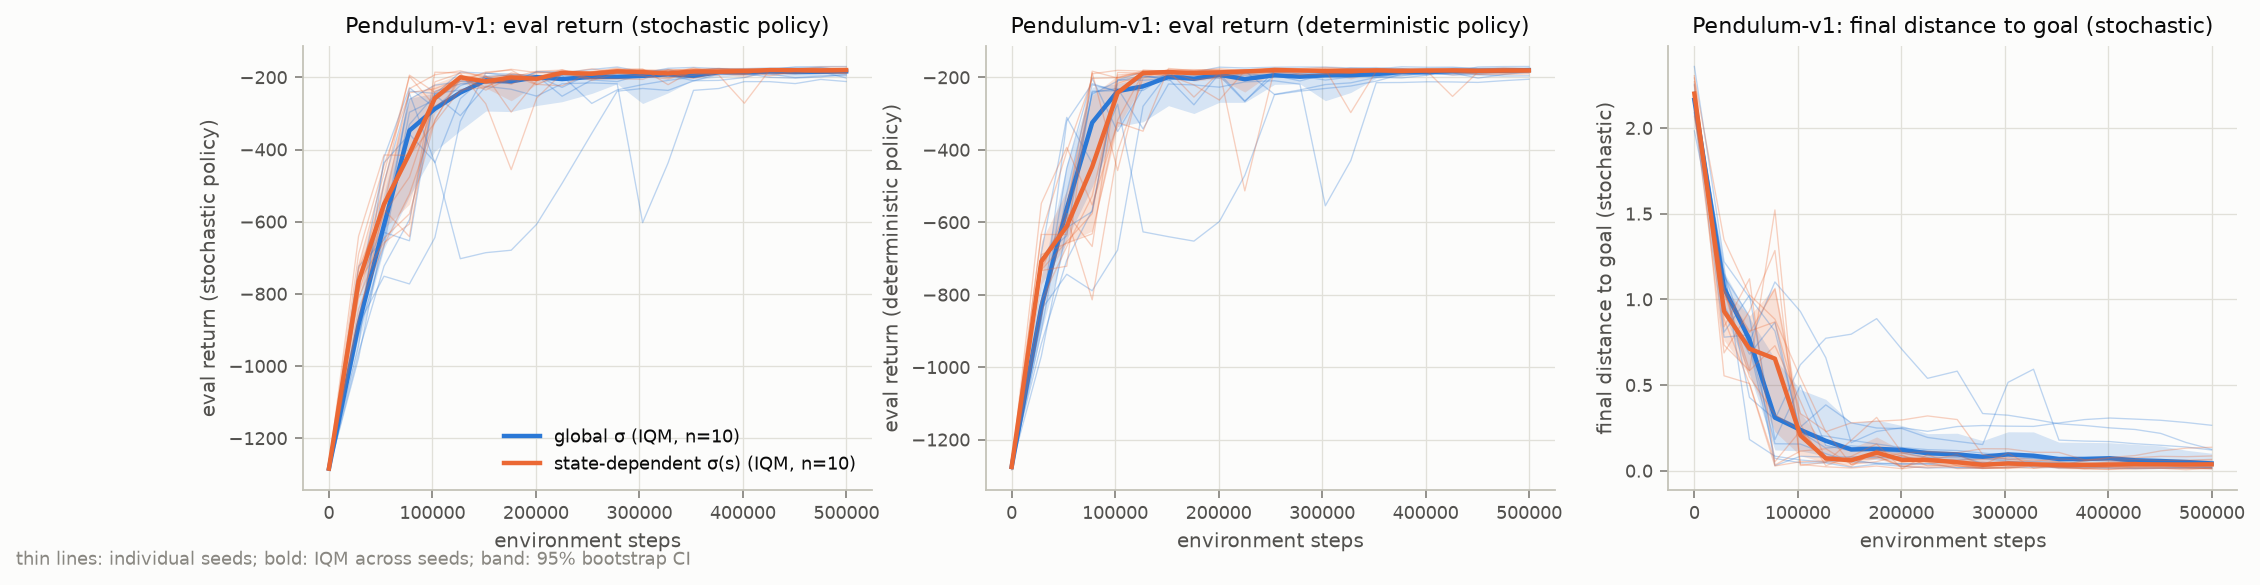 Pendulum-v1: eval return (stochastic policy)
eval return (stochastic policy)
−200
−400
−600
−800
−1000
−1200
global σ (IQM, n=10)
state-dependent σ(s) (IQM, n=10)
0 100000 200000 300000 400000 500000
environment steps
Pendulum-v1: eval return (deterministic policy)
eval return (deterministic policy)
−200
−400
−600
−800
−1000
−1200
0 100000 200000 300000 400000 500000
environment steps
Pendulum-v1: final distance to goal (stochastic)
final distance to goal (stochastic)
2.0
1.5
1.0
0.5
0.0
0 100000 200000 300000 400000 500000
environment steps
thin lines: individual seeds; bold: IQM across seeds; band: 95% bootstrap CI